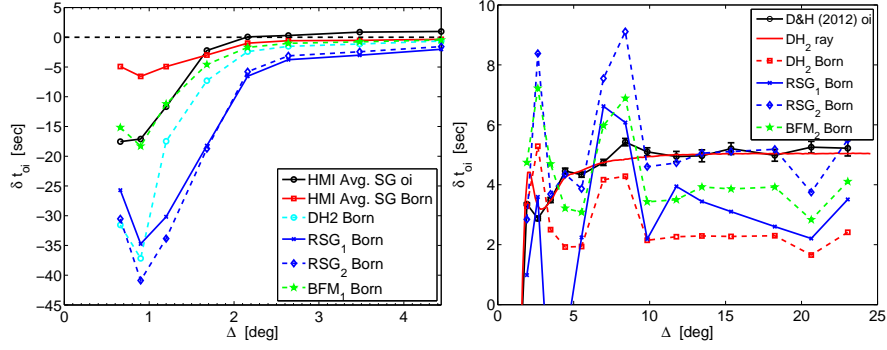 5
0
−5
−10
−15
−20
−25
−30
−35
−40
−45
0 1 2 3 4
δ t_oi [sec]
Δ [deg]
HMI Avg. SG oi
HMI Avg. SG Born
DH2 Born
RSG_1 Born
RSG_2 Born
BFM_1 Born
10
8
6
4
2
0
0 5 10 15 20 25
δ t_oi [sec]
Δ [deg]
D&H (2012) oi
DH_2 ray
DH_2 Born
RSG_1 Born
RSG_2 Born
BFM_2 Born